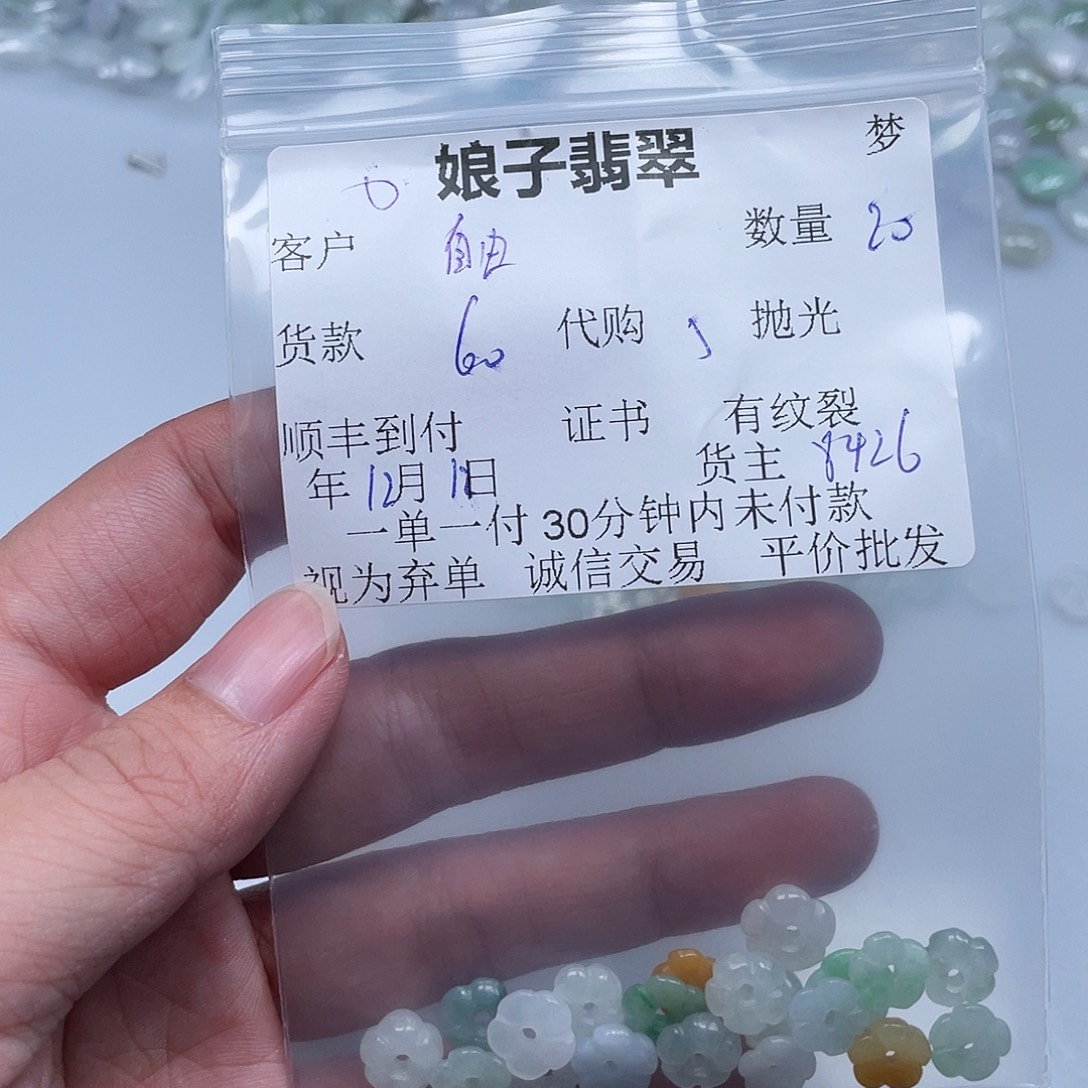 梦
娘子翡翠
客户 自由 数量 20
货款 60 代购 5 抛光
顺丰到付 证书 有纹裂
年12月 日 货主 8426
一单一付 30分钟内未付款
视为弃单 诚信交易 平价批发